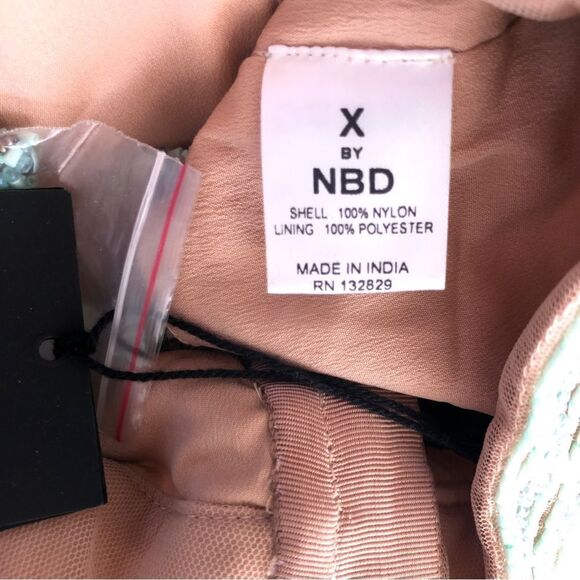 X
BY
NBD
SHELL 100% NYLON
LINING 100% POLYESTER
MADE IN INDIA
RN 132829